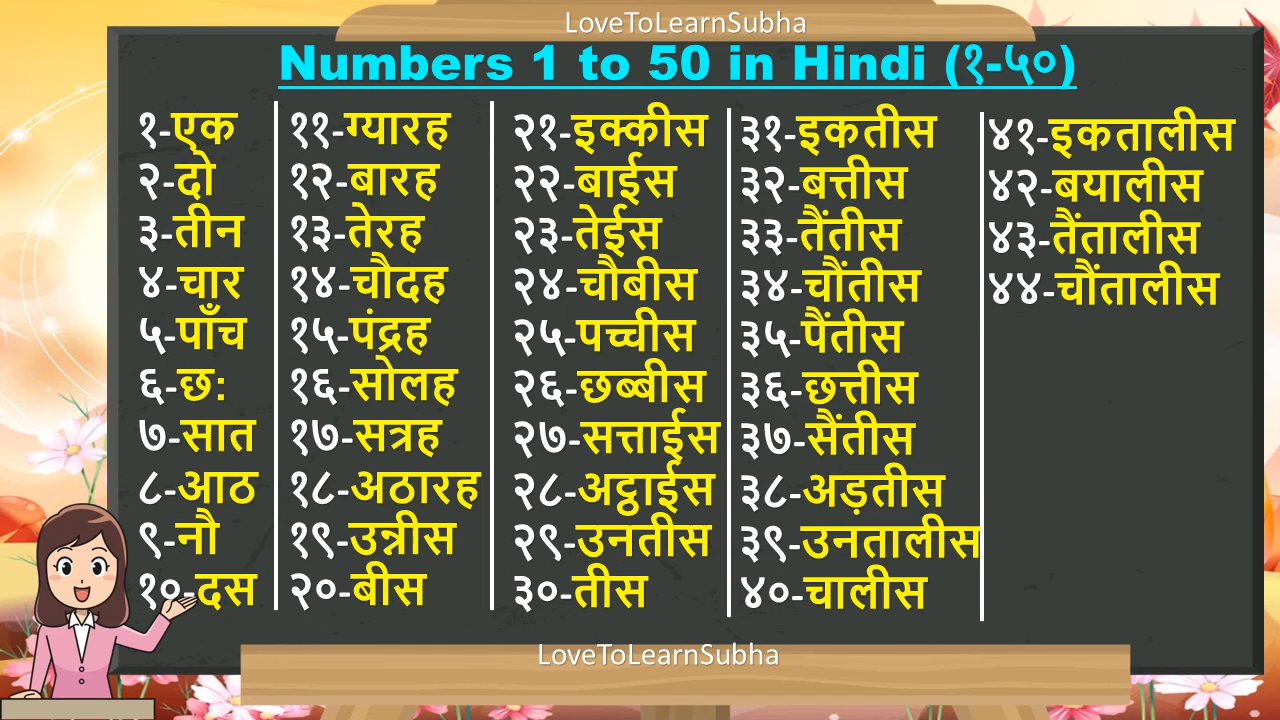 LoveToLearnSubha
Numbers 1 to 50 in Hindi (१-५०)
१-एक
२-दो
३-तीन
४-चार
५-पाँच
६-छः
७-सात
८-आठ
९-नौ
१०-दस
११-ग्यारह
१२-बारह
१३-तेरह
१४-चौदह
१५-पंद्रह
१६-सोलह
१७-सत्रह
१८-अठारह
१९-उन्नीस
२०-बीस
२१-इक्कीस
२२-बाईस
२३-तेईस
२४-चौबीस
२५-पच्चीस
२६-छब्बीस
२७-सत्ताईस
२८-अट्ठाईस
२९-उनतीस
३०-तीस
३१-इकतीस
३२-बत्तीस
३३-तैंतीस
३४-चौंतीस
३५-पैंतीस
३६-छत्तीस
३७-सैंतीस
३८-अड़तीस
३९-उनतालीस
४०-चालीस
४१-इकतालीस
४२-बयालीस
४३-तैंतालीस
४४-चौंतालीस
LoveToLearnSubha